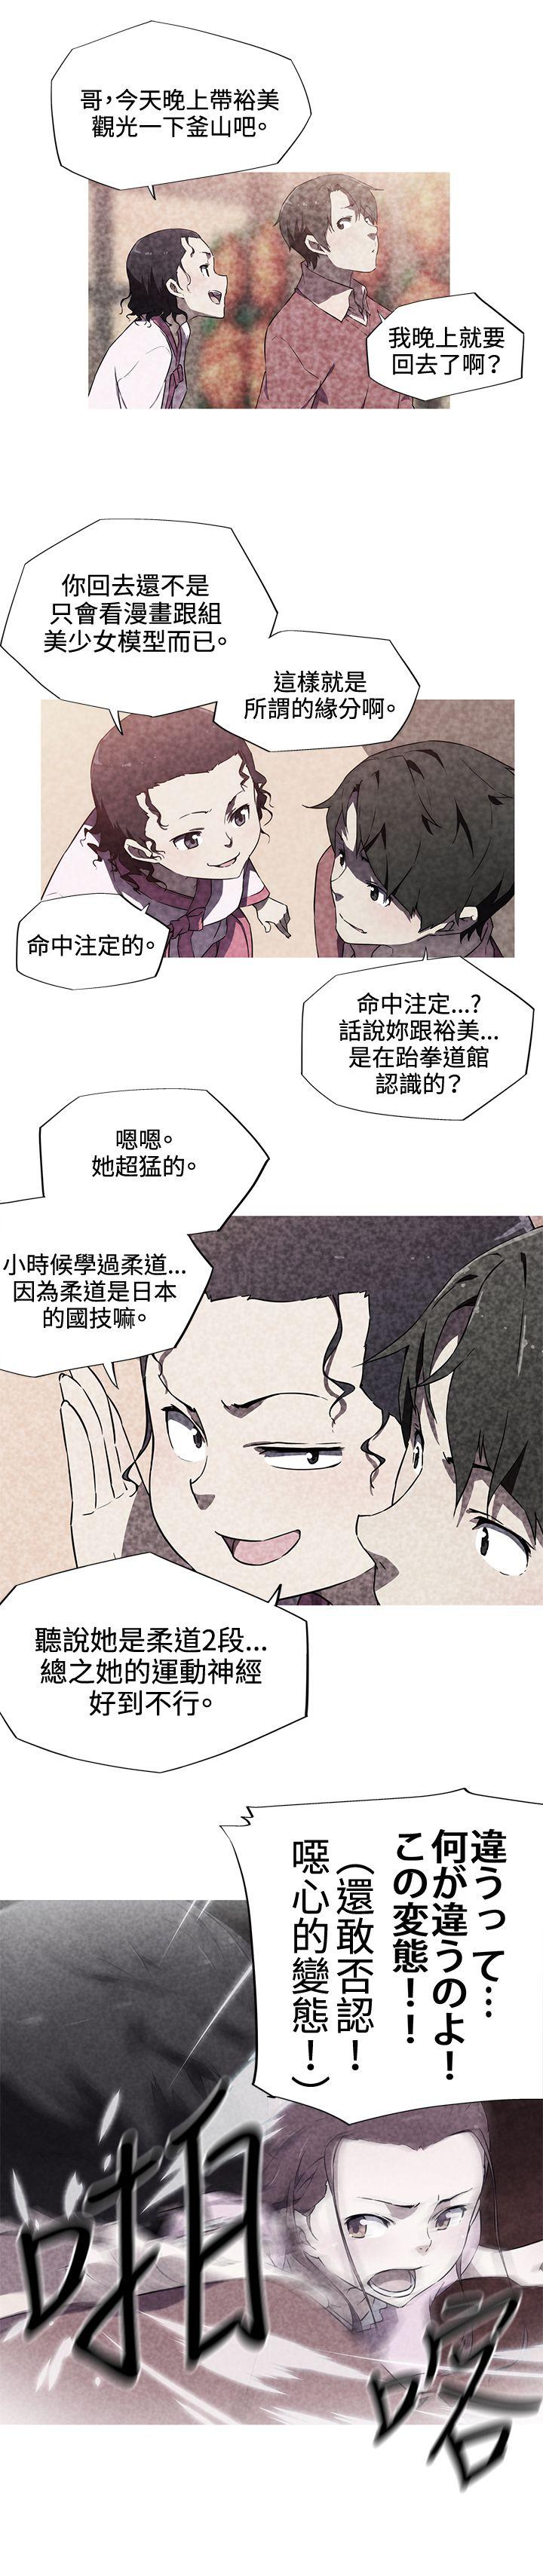 哥，今天晚上帶裕美
觀光一下釜山吧。
我晚上就要
回去了啊？
你回去還不是
只會看漫畫跟組
美少女模型而已。
這樣就是
所謂的緣分啊。
命中注定的。
命中注定...?
話說妳跟裕美...
是在跆拳道館
認識的？
嗯嗯。
她超猛的。
小時候學過柔道...
因為柔道是日本
的國技嘛。
聽說她是柔道2段...
總之她的運動神經
好到不行。
違うって…
何が違うのよ！
この変態！！
（還敢否認！
噁心的變態！）
啪
喀